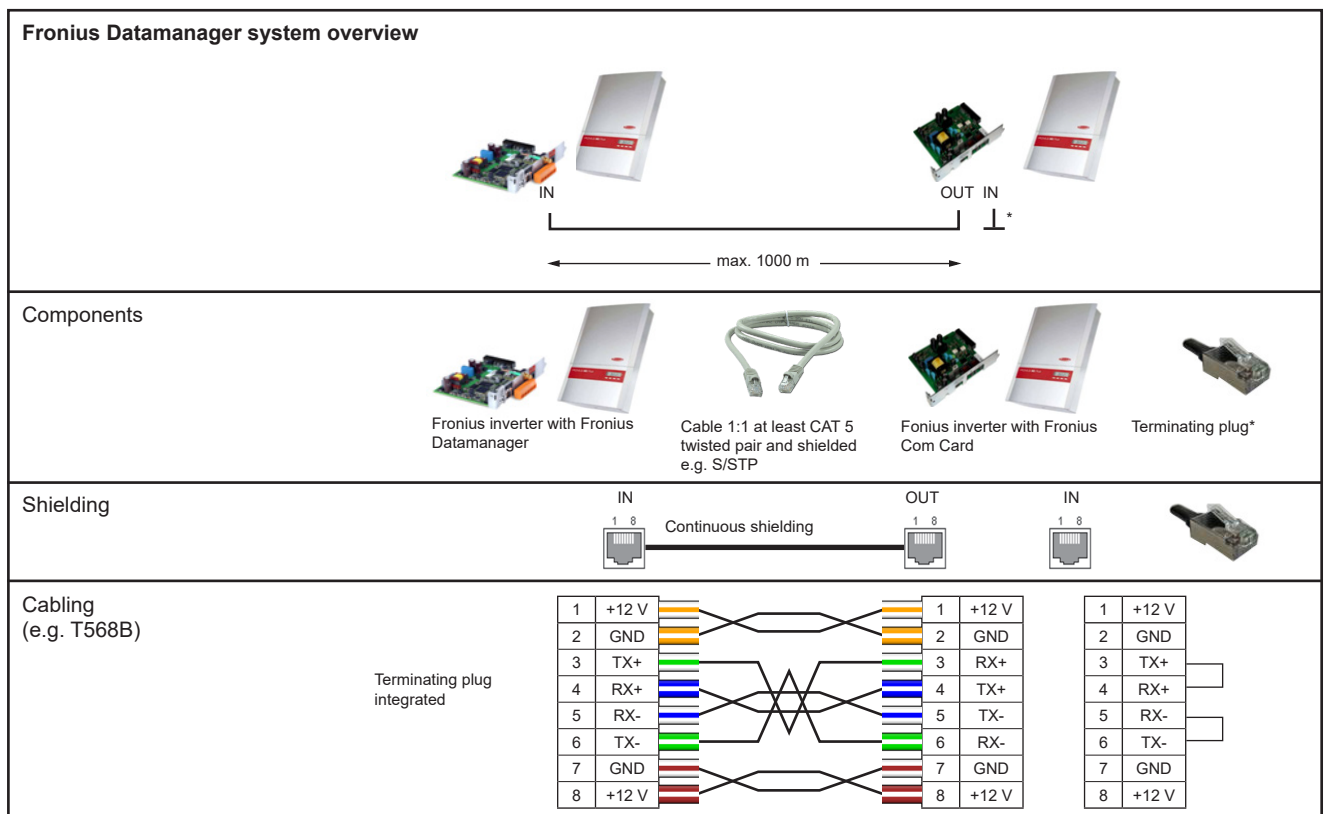 Fronius Datamanager system overview
IN
OUT IN
*
max. 1000 m
Components
Fronius inverter with Fronius
Datamanager
Cable 1:1 at least CAT 5
twisted pair and shielded
e.g. S/STP
Fonius inverter with Fronius
Com Card
Terminating plug*
Shielding
IN
OUT
IN
1 8
Continuous shielding
1 8
1 8
Cabling
(e.g. T568B)
Terminating plug
integrated
1 +12 V
2 GND
3 TX+
4 RX+
5 RX-
6 TX-
7 GND
8 +12 V
1 +12 V
2 GND
3 RX+
4 TX+
5 TX-
6 RX-
7 GND
8 +12 V
1 +12 V
2 GND
3 TX+
4 RX+
5 RX-
6 TX-
7 GND
8 +12 V